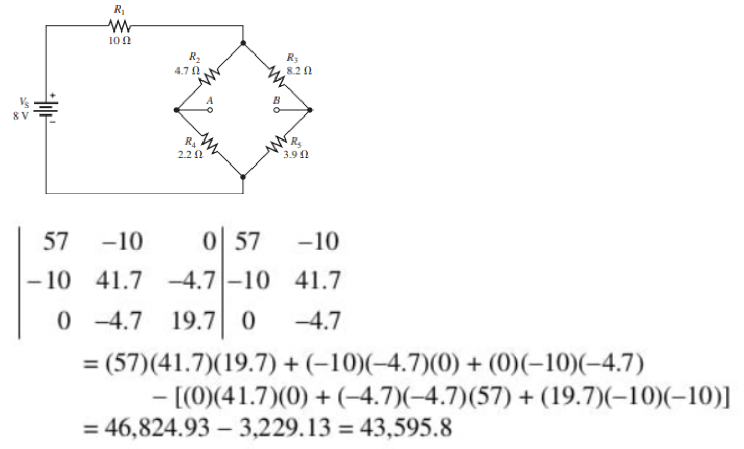 R₁
10 Ω
R₂
4.7 Ω
R₃
8.2 Ω
A
B
V_S
8 V
+
−
R₄
2.2 Ω
R₅
3.9 Ω
57 −10 0 57 −10
−10 41.7 −4.7 −10 41.7
0 −4.7 19.7 0 −4.7
= (57)(41.7)(19.7) + (−10)(−4.7)(0) + (0)(−10)(−4.7)
− [(0)(41.7)(0) + (−4.7)(−4.7)(57) + (19.7)(−10)(−10)]
= 46,824.93 − 3,229.13 = 43,595.8